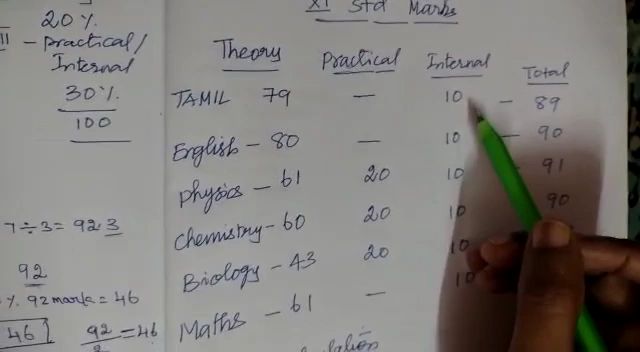 20%
II - Practical/
Internal
30%
100
7 ÷ 3 = 92 3
92
% 92 marks = 46
46
92 = 46
2
XI Std Marks
Theory Practical Internal Total
TAMIL 79 — 10 — 89
English - 80 — 10 — 90
Physics - 61 20 10 91
Chemistry - 60 20 10 90
Biology - 43 20 10
Maths - 61 — 10